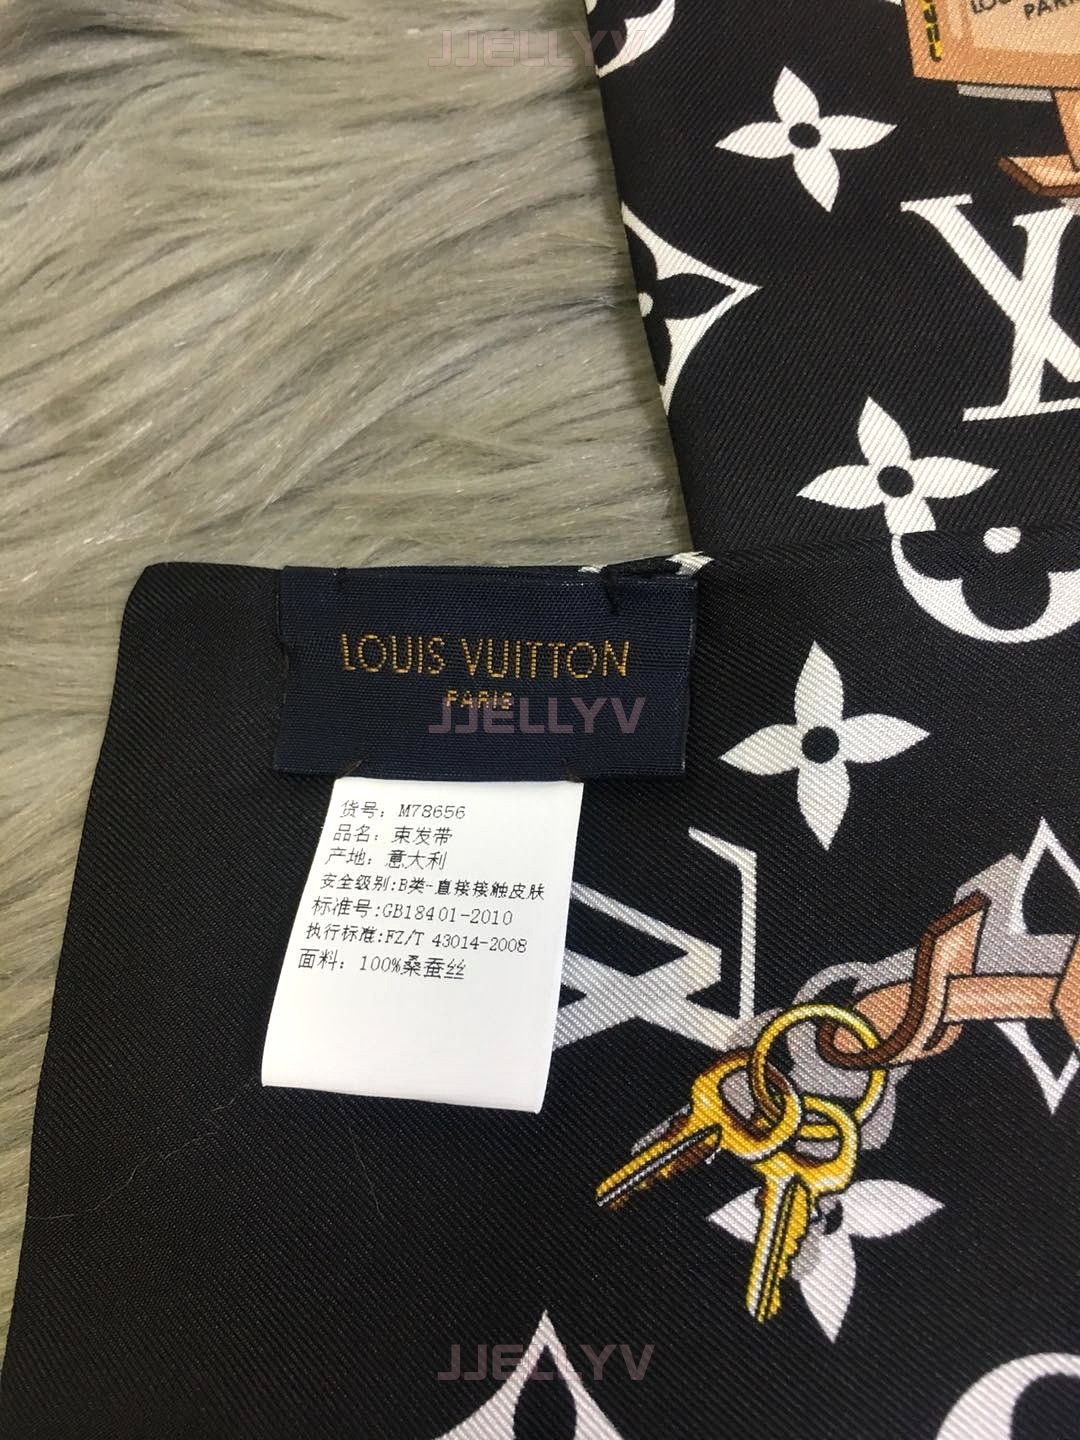 JJELLYV
PARIS
LOUIS VUITTON
PARIS
JJELLYV
货号：M78656
品名：束发带
产地：意大利
安全级别:B类-直接接触皮肤
标准号:GB18401-2010
执行标准:FZ/T 43014-2008
面料：100%桑蚕丝
JJELLYV